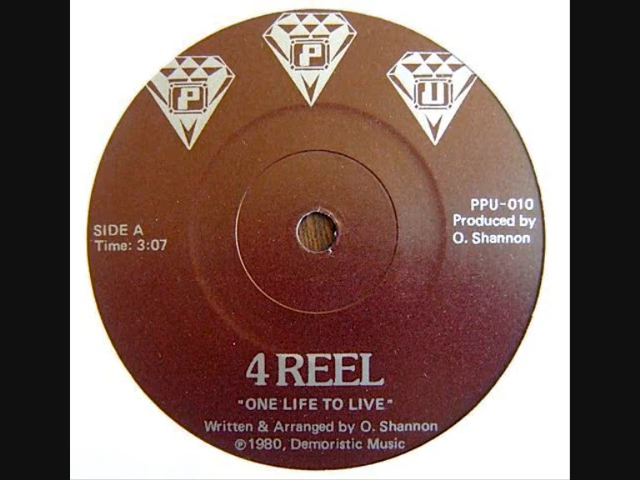 P P U
SIDE A
Time: 3:07
PPU-010
Produced by
O. Shannon
4 REEL
"ONE LIFE TO LIVE"
Written & Arranged by O. Shannon
℗1980, Demoristic Music